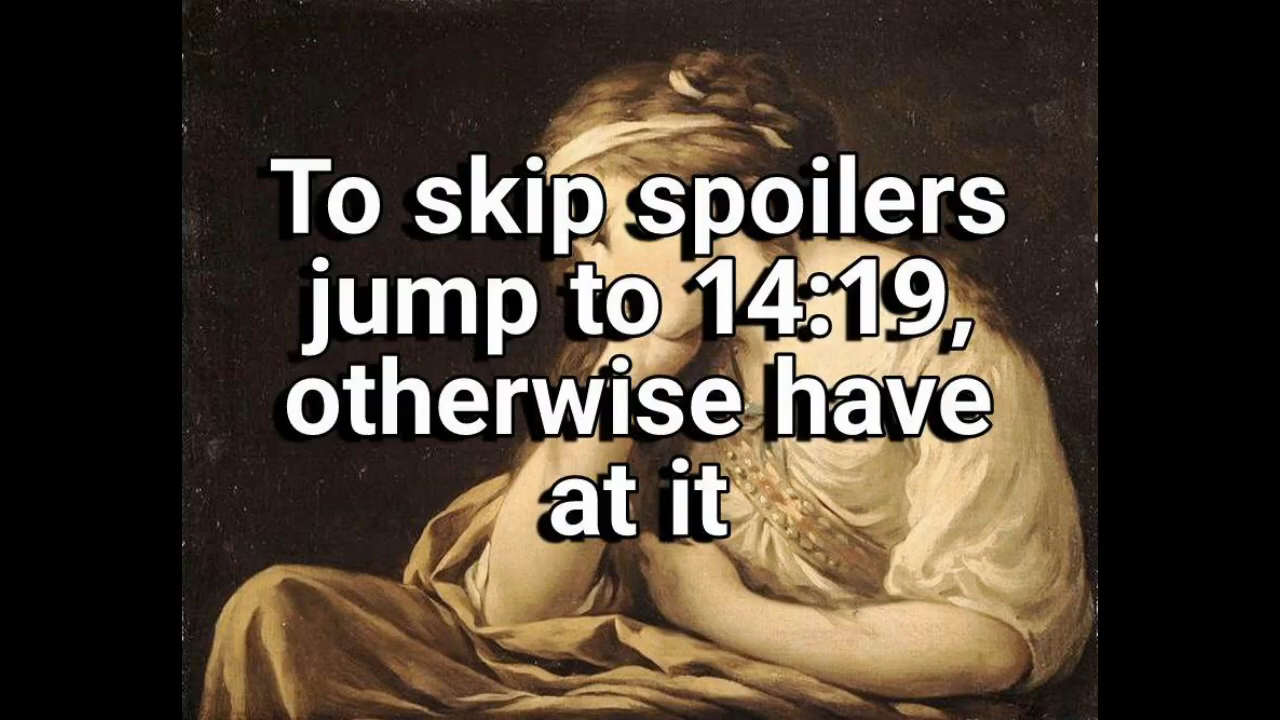 To skip spoilers
jump to 14:19,
otherwise have
at it